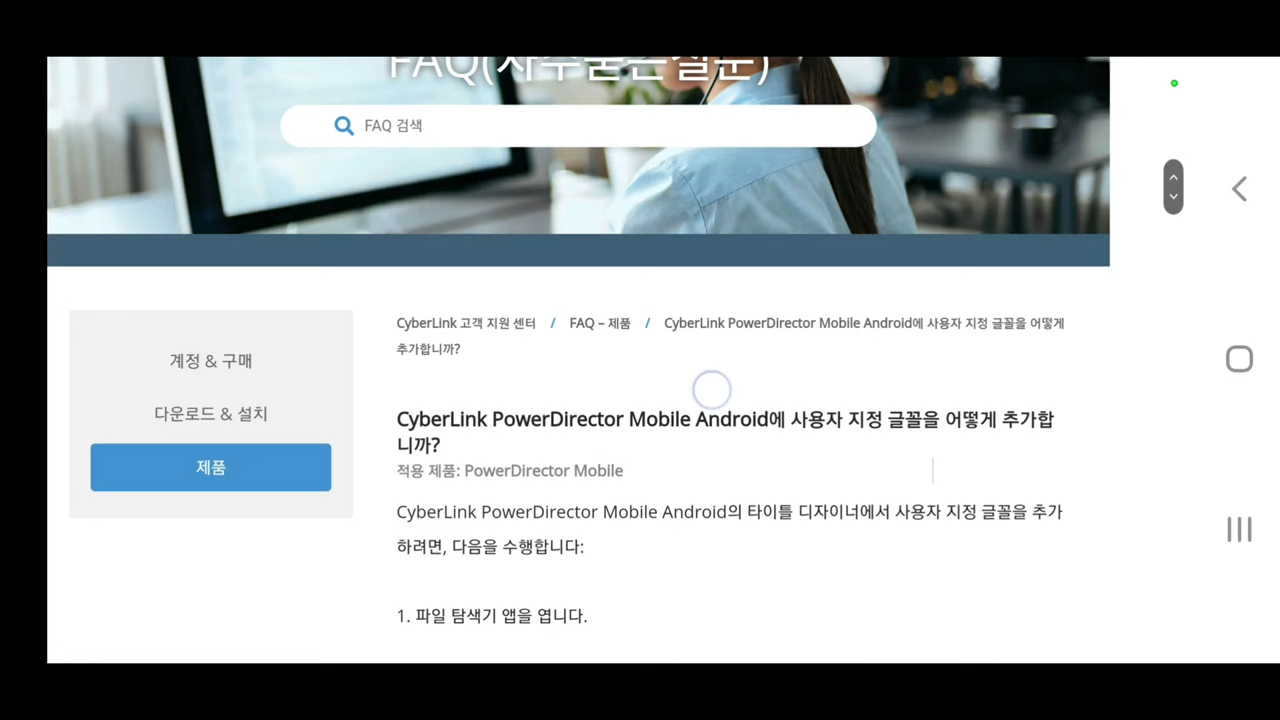 FAQ(자주묻는질문)
FAQ 검색
계정 & 구매
다운로드 & 설치
제품
CyberLink 고객 지원 센터 / FAQ – 제품 / CyberLink PowerDirector Mobile Android에 사용자 지정 글꼴을 어떻게
추가합니까?
CyberLink PowerDirector Mobile Android에 사용자 지정 글꼴을 어떻게 추가합
니까?
적용 제품: PowerDirector Mobile
CyberLink PowerDirector Mobile Android의 타이틀 디자이너에서 사용자 지정 글꼴을 추가
하려면, 다음을 수행합니다:
1. 파일 탐색기 앱을 엽니다.